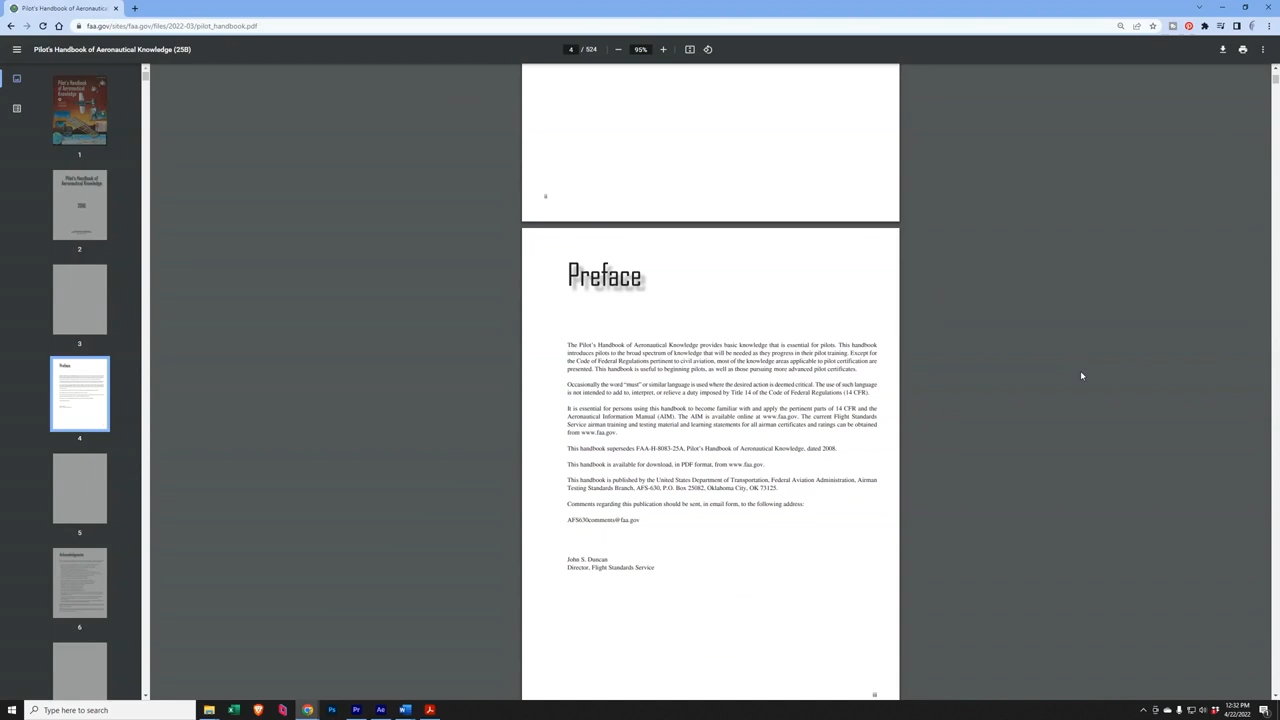 Pilot's Handbook of Aeronautical
faa.gov/sites/faa.gov/files/2022-03/pilot_handbook.pdf
Pilot's Handbook of Aeronautical Knowledge (25B)
4 / 524
95%
Pilot's Handbook
of Aeronautical
Knowledge
1
Pilot's Handbook of
Aeronautical Knowledge
2
3
Preface
4
5
Acknowledgments
6
ii
Preface
The Pilot's Handbook of Aeronautical Knowledge provides basic knowledge that is essential for pilots. This handbook
introduces pilots to the broad spectrum of knowledge that will be needed as they progress in their pilot training. Except for
the Code of Federal Regulations pertinent to civil aviation, most of the knowledge areas applicable to pilot certification are
presented. This handbook is useful to beginning pilots, as well as those pursuing more advanced pilot certificates.
Occasionally the word "must" or similar language is used where the desired action is deemed critical. The use of such language
is not intended to add to, interpret, or relieve a duty imposed by Title 14 of the Code of Federal Regulations (14 CFR).
It is essential for persons using this handbook to become familiar with and apply the pertinent parts of 14 CFR and the
Aeronautical Information Manual (AIM). The AIM is available online at www.faa.gov. The current Flight Standards
Service airman training and testing material and learning statements for all airman certificates and ratings can be obtained
from www.faa.gov.
This handbook supersedes FAA-H-8083-25A, Pilot's Handbook of Aeronautical Knowledge, dated 2008.
This handbook is available for download, in PDF format, from www.faa.gov.
This handbook is published by the United States Department of Transportation, Federal Aviation Administration, Airman
Testing Standards Branch, AFS-630, P.O. Box 25082, Oklahoma City, OK 73125.
Comments regarding this publication should be sent, in email form, to the following address:
AFS630comments@faa.gov
John S. Duncan
Director, Flight Standards Service
iii
Type here to search
12:32 PM
4/22/2022